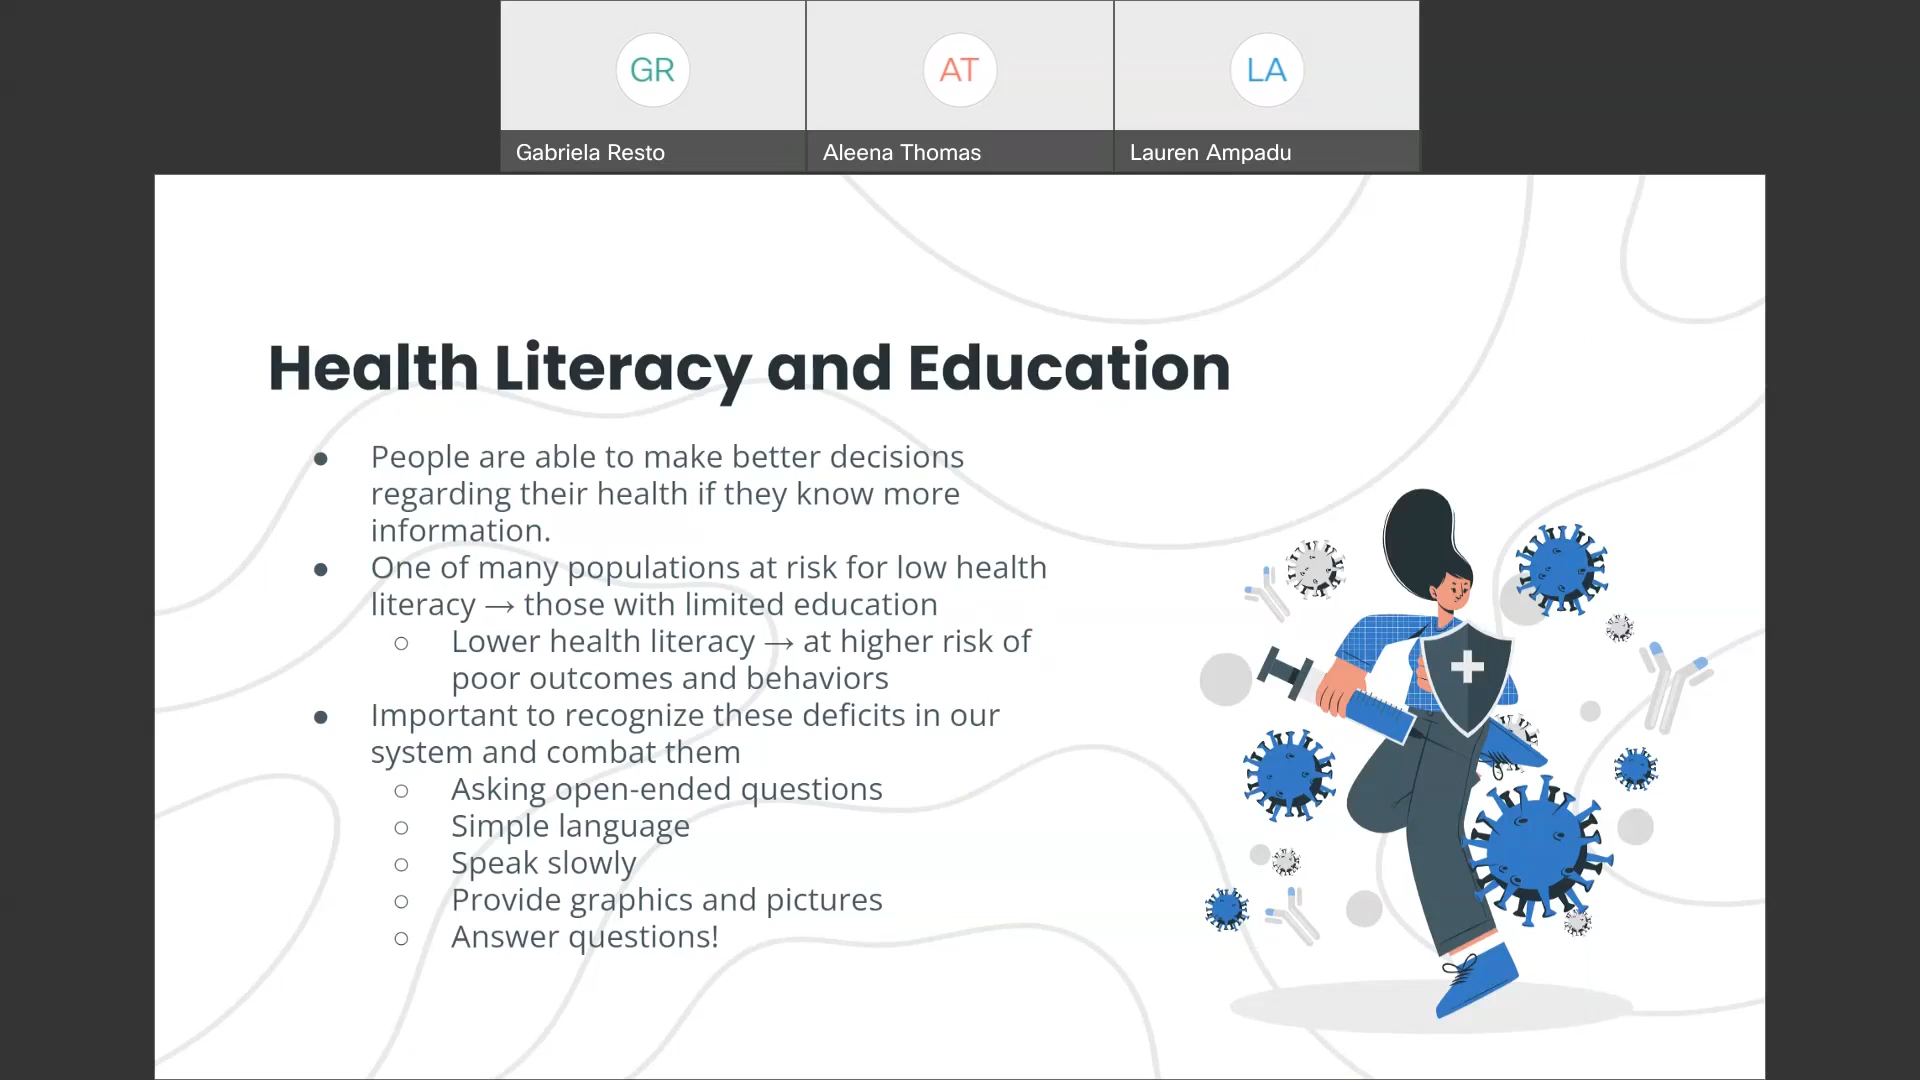 GR
AT
LA
Gabriela Resto
Aleena Thomas
Lauren Ampadu
Health Literacy and Education
● People are able to make better decisions
regarding their health if they know more
information.
● One of many populations at risk for low health
literacy → those with limited education
○ Lower health literacy → at higher risk of
poor outcomes and behaviors
● Important to recognize these deficits in our
system and combat them
○ Asking open-ended questions
○ Simple language
○ Speak slowly
○ Provide graphics and pictures
○ Answer questions!